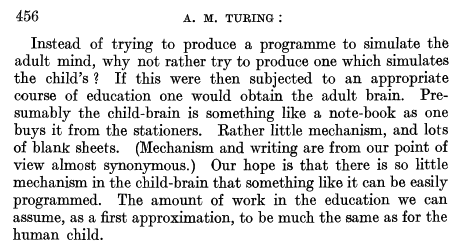 456 A. M. TURING :
Instead of trying to produce a programme to simulate the
adult mind, why not rather try to produce one which simulates
the child's ? If this were then subjected to an appropriate
course of education one would obtain the adult brain. Pre-
sumably the child-brain is something like a note-book as one
buys it from the stationers. Rather little mechanism, and lots
of blank sheets. (Mechanism and writing are from our point of
view almost synonymous.) Our hope is that there is so little
mechanism in the child-brain that something like it can be easily
programmed. The amount of work in the education we can
assume, as a first approximation, to be much the same as for the
human child.